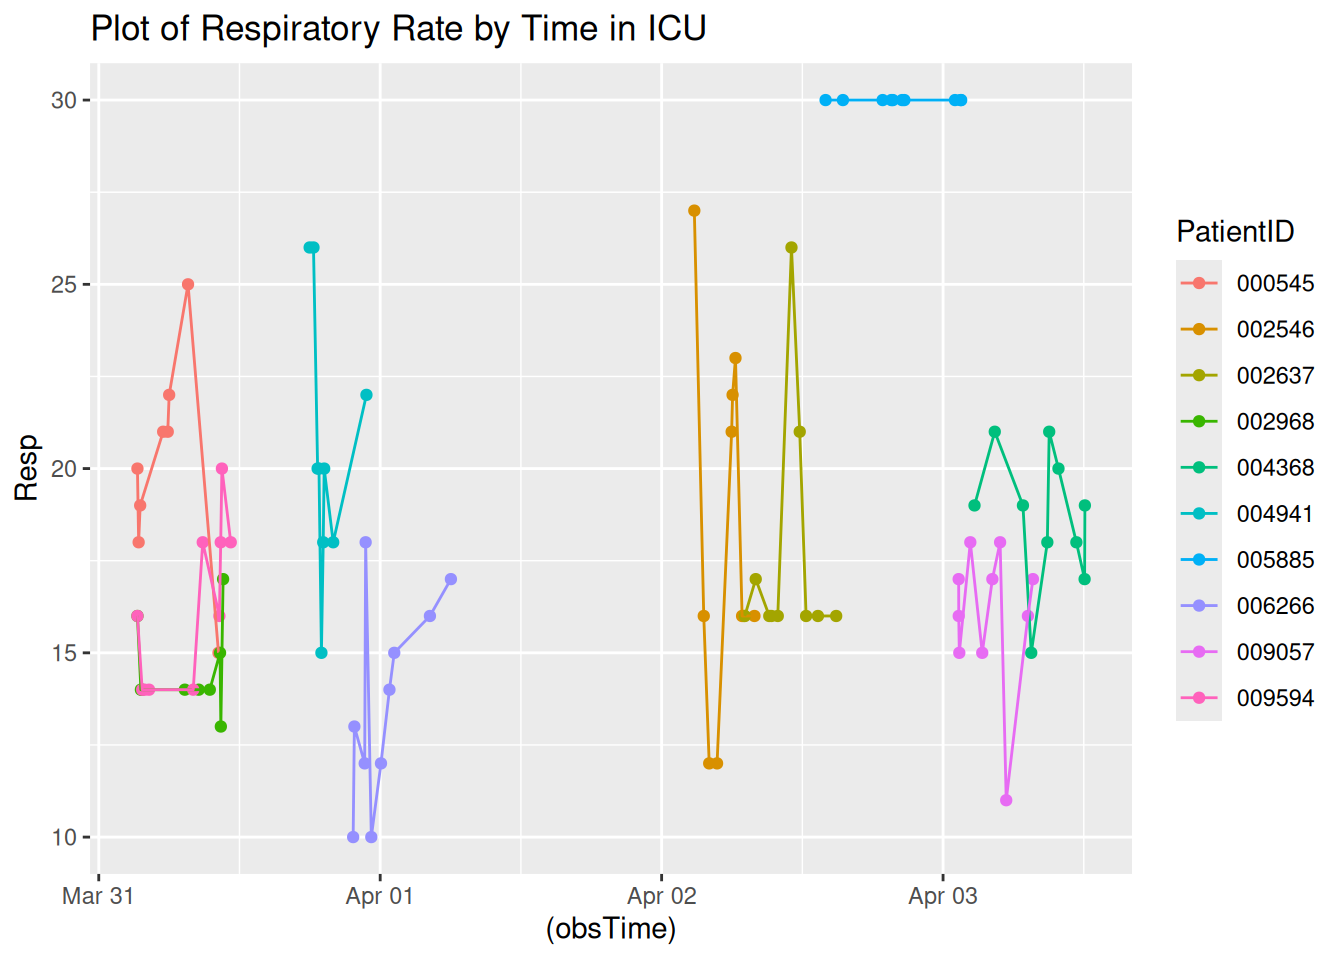 Plot of Respiratory Rate by Time in ICU
30
25
20
15
10
Resp
Mar 31
Apr 01
Apr 02
Apr 03
(obsTime)
PatientID
000545
002546
002637
002968
004368
004941
005885
006266
009057
009594